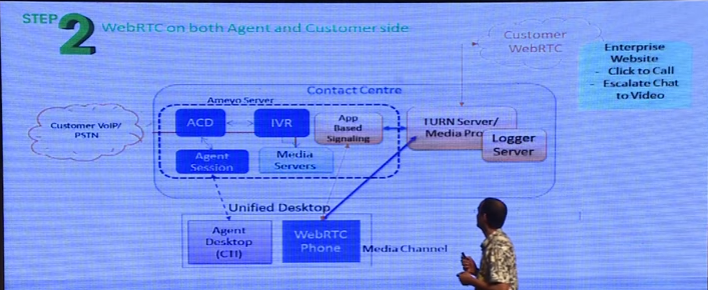 STEP 2
WebRTC on both Agent and Customer side
Customer
WebRTC
Enterprise
Website
- Click to Call
- Escalate Chat
to Video
Contact Centre
Ameyo Server
Customer VoIP/
PSTN
ACD
IVR
App
Based
Signaling
TURN Server/
Media Pro
Logger
Server
Agent
Session
Media
Servers
Unified Desktop
Agent
Desktop
(CTI)
WebRTC
Phone
Media Channel